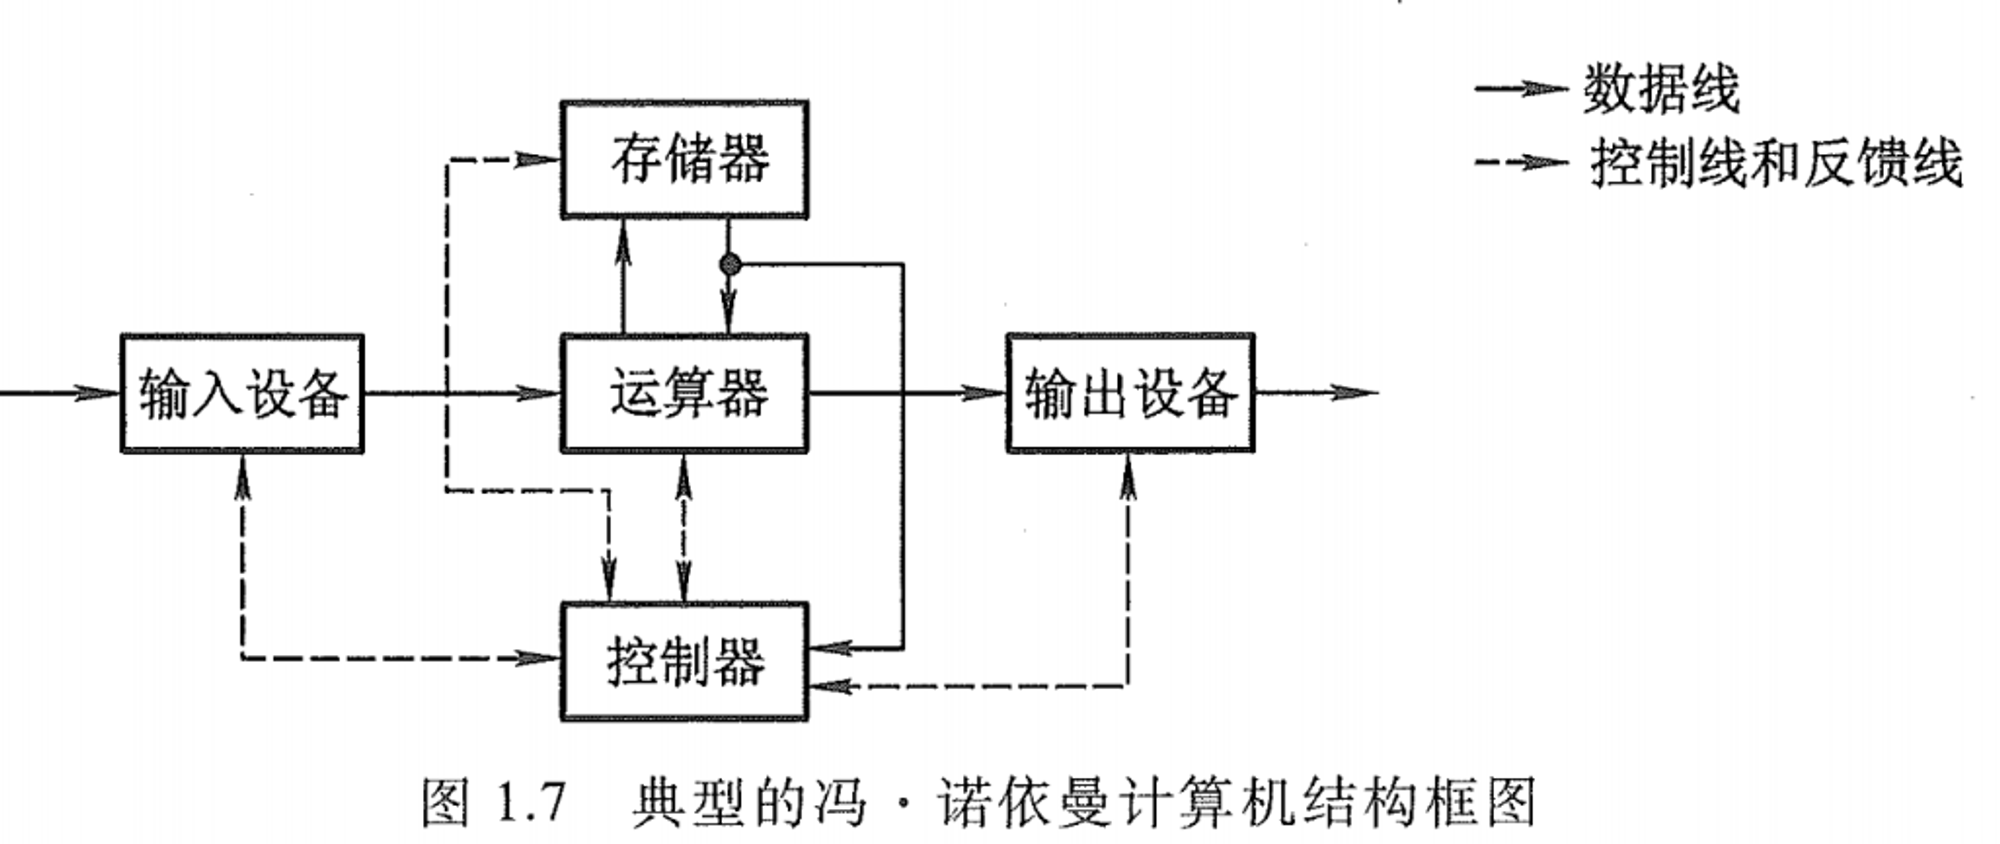 数据线
控制线和反馈线
存储器
输入设备
运算器
输出设备
控制器
图 1.7 典型的冯·诺依曼计算机结构框图